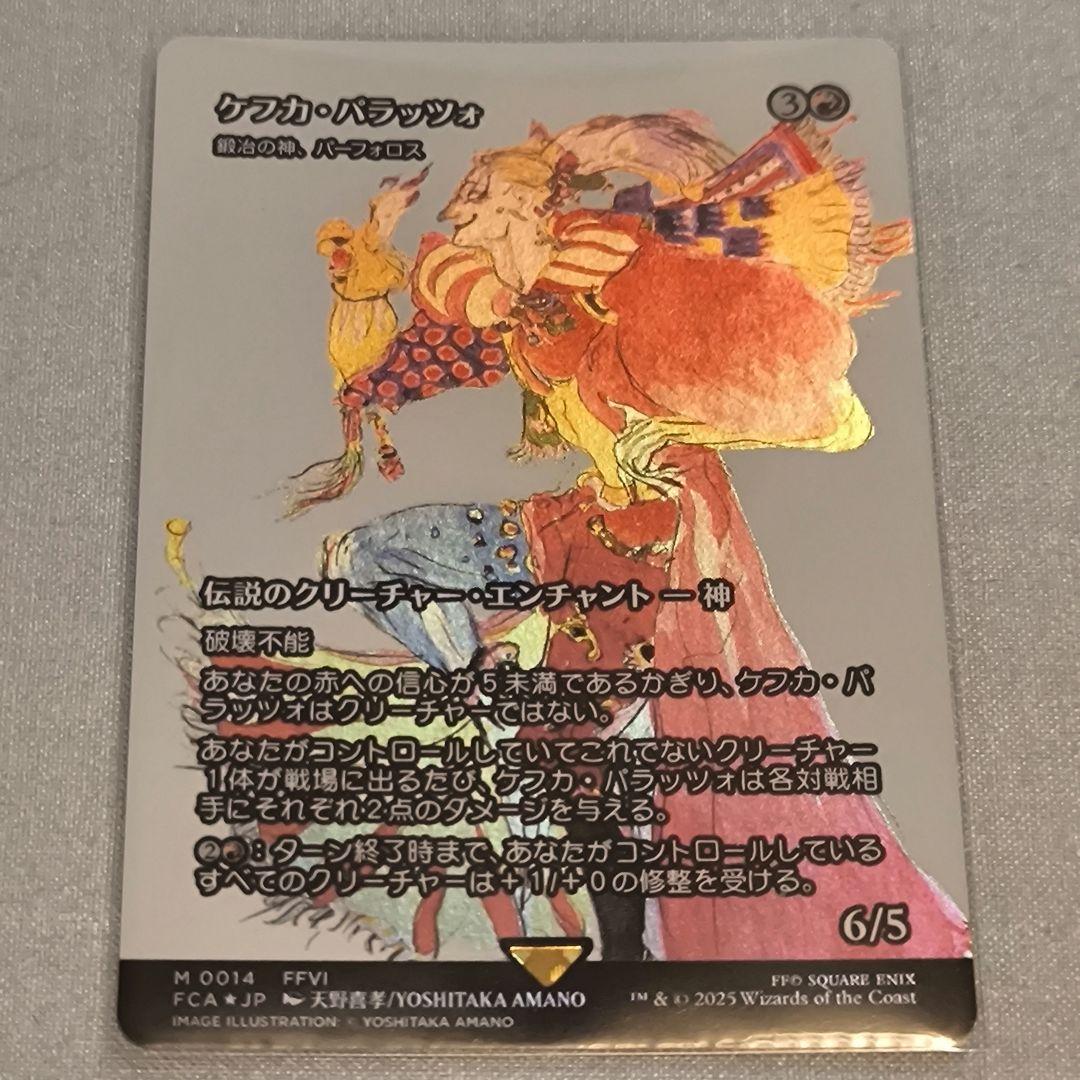 ケフカ・パラッツォ ③
鍛冶の神、パーフォロス
伝説のクリーチャー・エンチャント ― 神
破壊不能
あなたの赤への信心が5未満であるかぎり、ケフカ・パ
ラッツォはクリーチャーではない。
あなたがコントロールしていてこれでないクリーチャー
1体が戦場に出るたび、ケフカ・パラッツォは各対戦相
手にそれぞれ2点のダメージを与える。
②:ターン終了時まで、あなたがコントロールしている
すべてのクリーチャーは+1/+0の修整を受ける。
6/5
M 0014 FFVI
FCA★JP 天野喜孝/YOSHITAKA AMANO
IMAGE ILLUSTRATION: © YOSHITAKA AMANO
FF© SQUARE ENIX
™ & © 2025 Wizards of the Coast